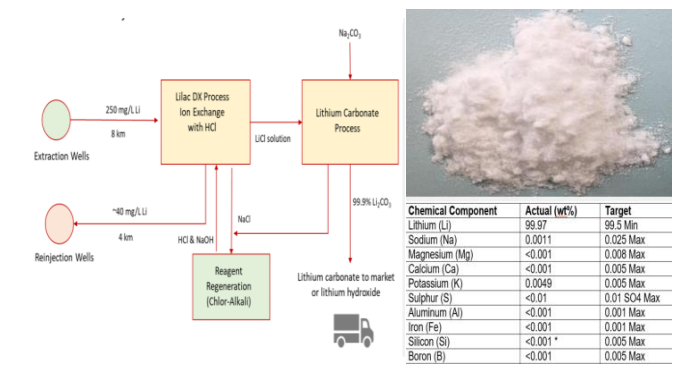 Na₂CO₃
Lilac DX Process
Ion Exchange
with HCl
Lithium Carbonate
Process
250 mg/L Li
8 km
Extraction Wells
LiCl solution
~40 mg/L Li
4 km
Reinjection Wells
HCl & NaOH
NaCl
99.9% Li₂CO₃
Reagent
Regeneration
(Chlor-Alkali)
Lithium carbonate to market
or lithium hydroxide
Chemical Component Actual (wt%) Target
Lithium (Li) 99.97 99.5 Min
Sodium (Na) 0.0011 0.025 Max
Magnesium (Mg) <0.001 0.008 Max
Calcium (Ca) <0.001 0.005 Max
Potassium (K) 0.0049 0.005 Max
Sulphur (S) <0.01 0.01 SO4 Max
Aluminum (Al) <0.001 0.001 Max
Iron (Fe) <0.001 0.001 Max
Silicon (Si) <0.001 * 0.005 Max
Boron (B) <0.001 0.005 Max